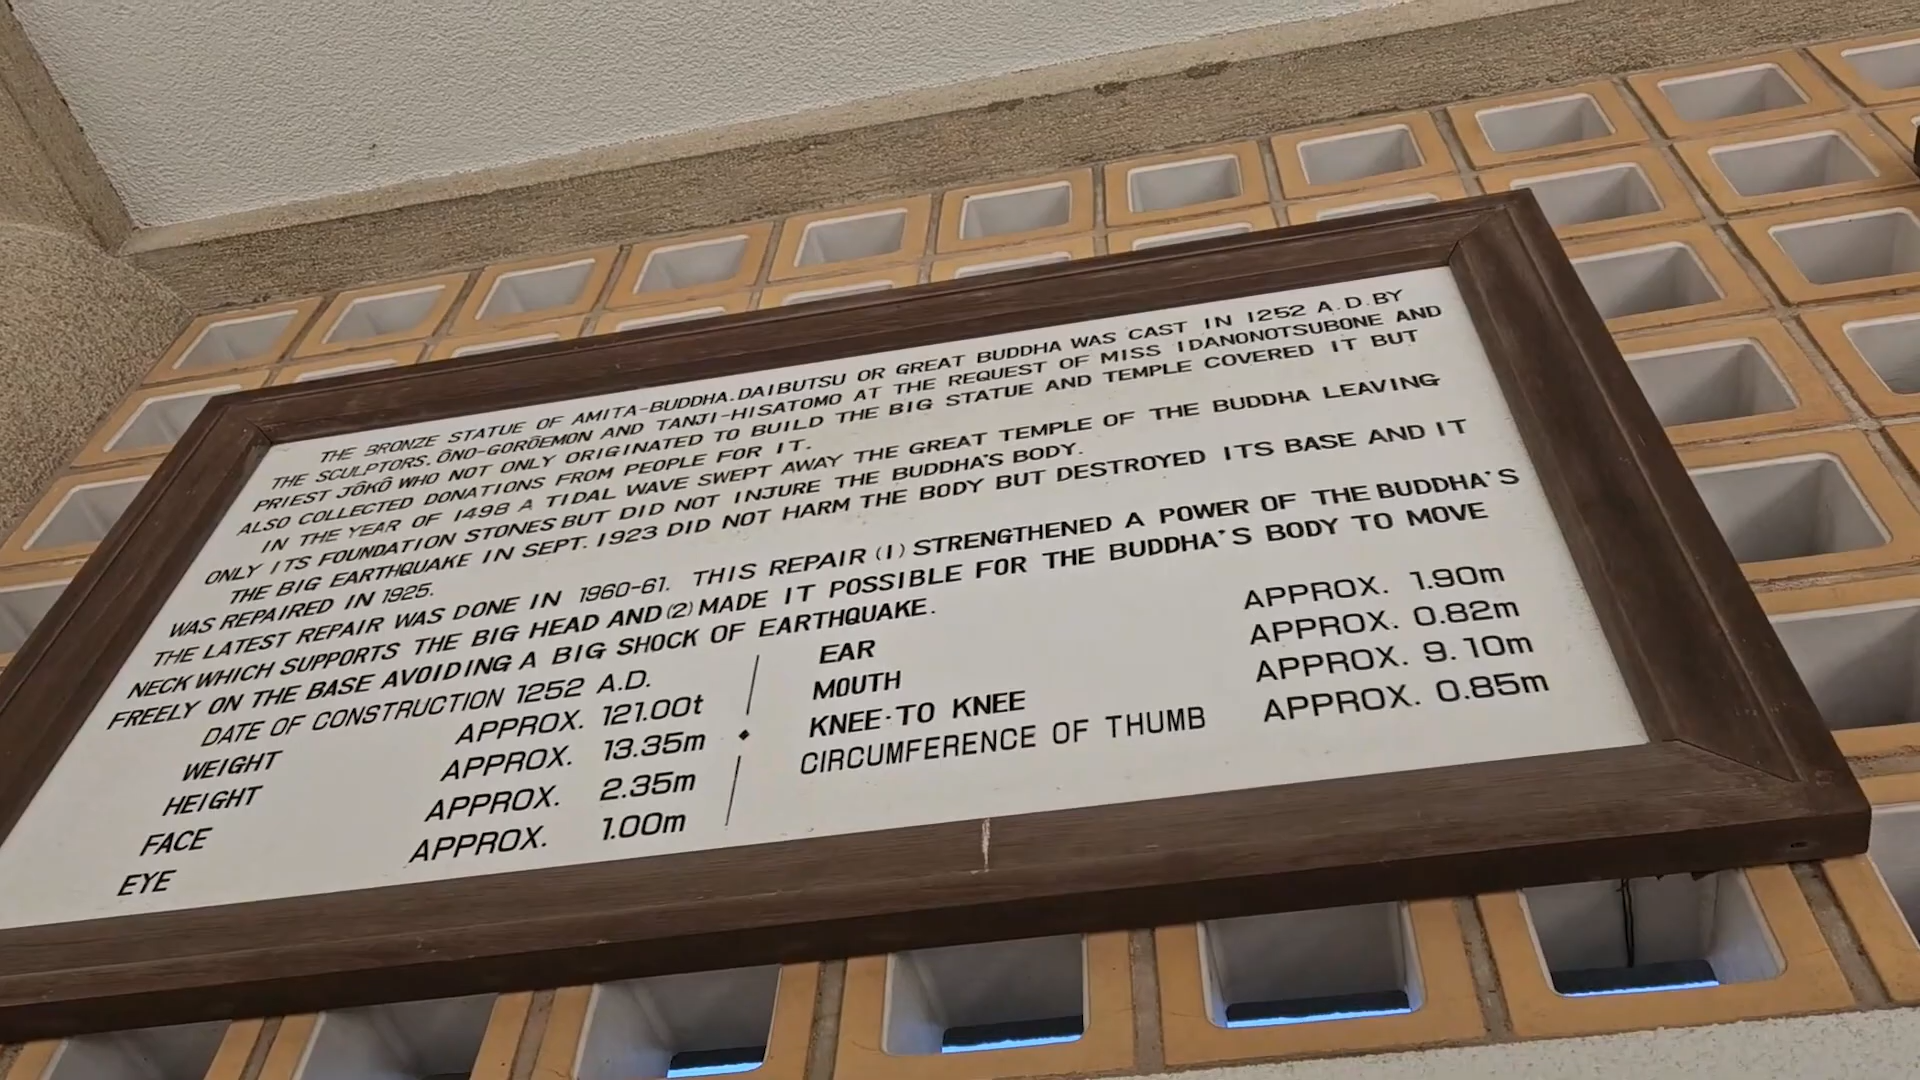 THE BRONZE STATUE OF AMITA-BUDDHA.DAIBUTSU OR GREAT BUDDHA WAS CAST IN 1252 A.D.BY
THE SCULPTORS. ŌNO-GORŌEMON AND TANJI-HISATOMO AT THE REQUEST OF MISS IDANONOTSUBONE AND
PRIEST JŌKŌ WHO NOT ONLY ORIGINATED TO BUILD THE BIG STATUE AND TEMPLE COVERED IT BUT
ALSO COLLECTED DONATIONS FROM PEOPLE FOR IT.
IN THE YEAR OF 1498 A TIDAL WAVE SWEPT AWAY THE GREAT TEMPLE OF THE BUDDHA LEAVING
ONLY ITS FOUNDATION STONES BUT DID NOT INJURE THE BUDDHA'S BODY.
THE BIG EARTHQUAKE IN SEPT. 1923 DID NOT HARM THE BODY BUT DESTROYED ITS BASE AND IT
WAS REPAIRED IN 1925.
THE LATEST REPAIR WAS DONE IN 1960-61. THIS REPAIR (1) STRENGTHENED A POWER OF THE BUDDHA'S
NECK WHICH SUPPORTS THE BIG HEAD AND (2) MADE IT POSSIBLE FOR THE BUDDHA'S BODY TO MOVE
FREELY ON THE BASE AVOIDING A BIG SHOCK OF EARTHQUAKE.
DATE OF CONSTRUCTION 1252 A.D.
WEIGHT APPROX. 121.00t
HEIGHT APPROX. 13.35m
FACE APPROX. 2.35m
EYE APPROX. 1.00m
EAR APPROX. 1.90m
MOUTH APPROX. 0.82m
KNEE-TO KNEE APPROX. 9.10m
CIRCUMFERENCE OF THUMB APPROX. 0.85m